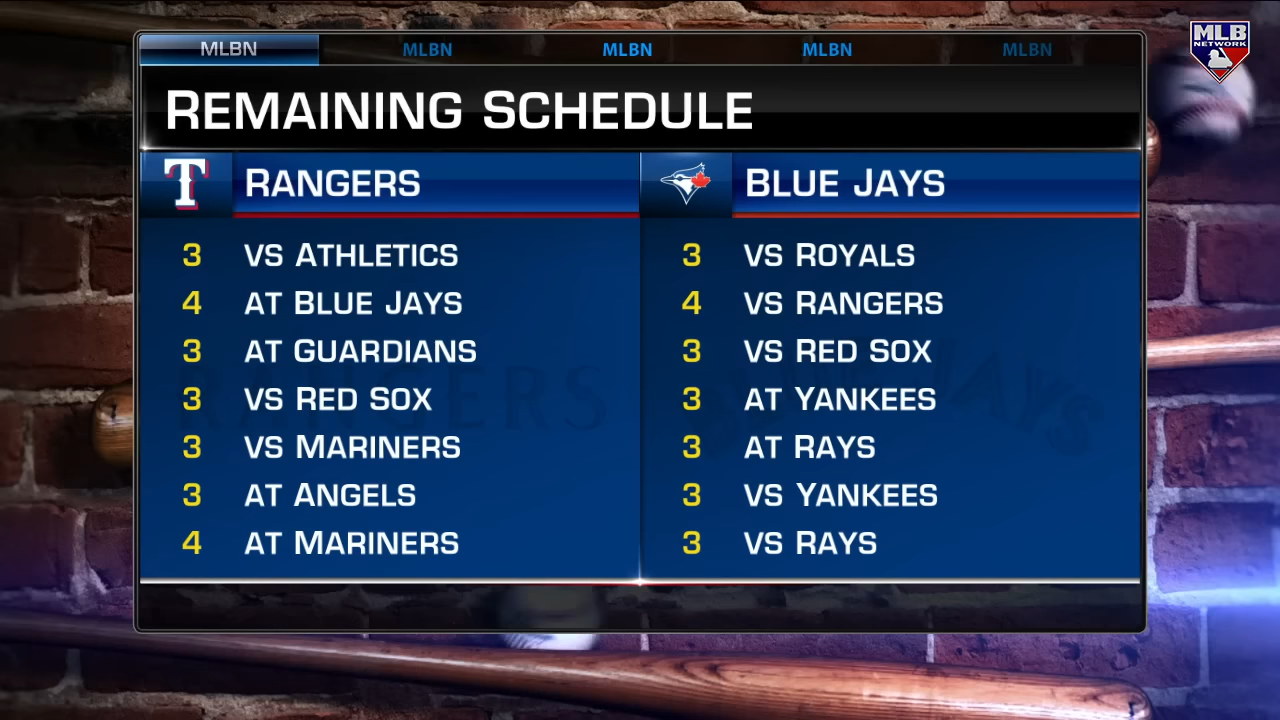 MLBN MLBN MLBN MLBN MLBN
MLB
NETWORK
REMAINING SCHEDULE
T RANGERS
3 VS ATHLETICS
4 AT BLUE JAYS
3 AT GUARDIANS
3 VS RED SOX
3 VS MARINERS
3 AT ANGELS
4 AT MARINERS
BLUE JAYS
3 VS ROYALS
4 VS RANGERS
3 VS RED SOX
3 AT YANKEES
3 AT RAYS
3 VS YANKEES
3 VS RAYS
RANGERS
BLUE JAYS